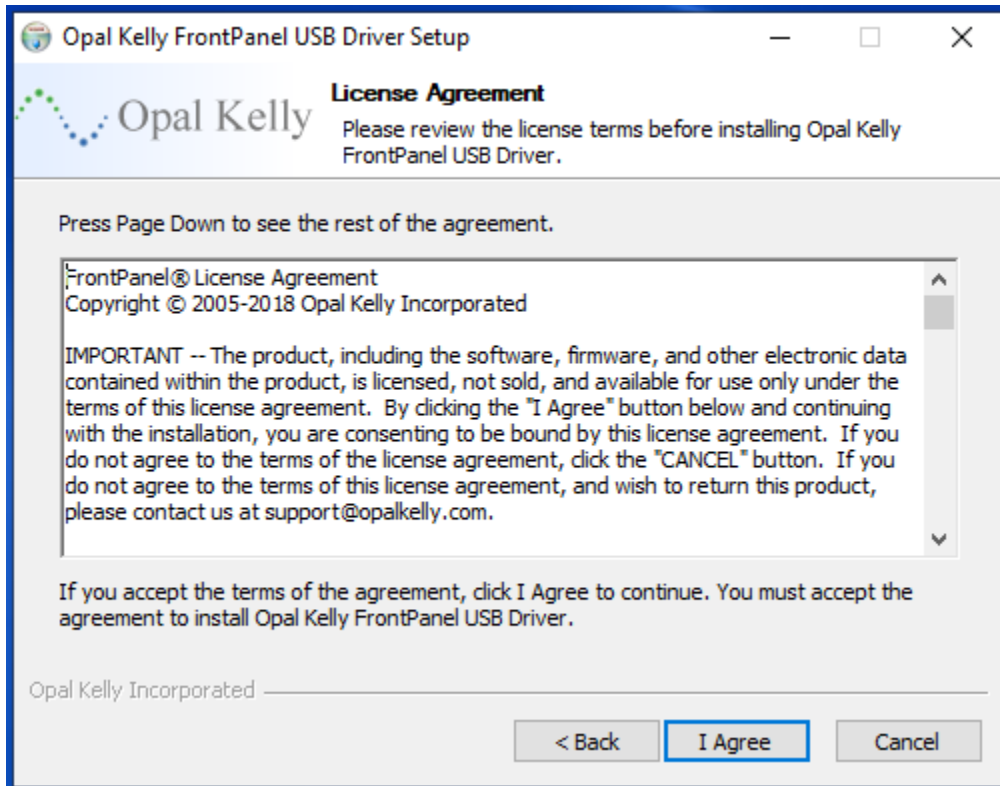 Opal Kelly FrontPanel USB Driver Setup
Opal Kelly
License Agreement
Please review the license terms before installing Opal Kelly
FrontPanel USB Driver.
Press Page Down to see the rest of the agreement.
FrontPanel® License Agreement
Copyright © 2005-2018 Opal Kelly Incorporated
IMPORTANT -- The product, including the software, firmware, and other electronic data
contained within the product, is licensed, not sold, and available for use only under the
terms of this license agreement.  By clicking the "I Agree" button below and continuing
with the installation, you are consenting to be bound by this license agreement.  If you
do not agree to the terms of the license agreement, click the "CANCEL" button.  If you
do not agree to the terms of this license agreement, and wish to return this product,
please contact us at support@opalkelly.com.
If you accept the terms of the agreement, click I Agree to continue. You must accept the
agreement to install Opal Kelly FrontPanel USB Driver.
Opal Kelly Incorporated
< Back
I Agree
Cancel